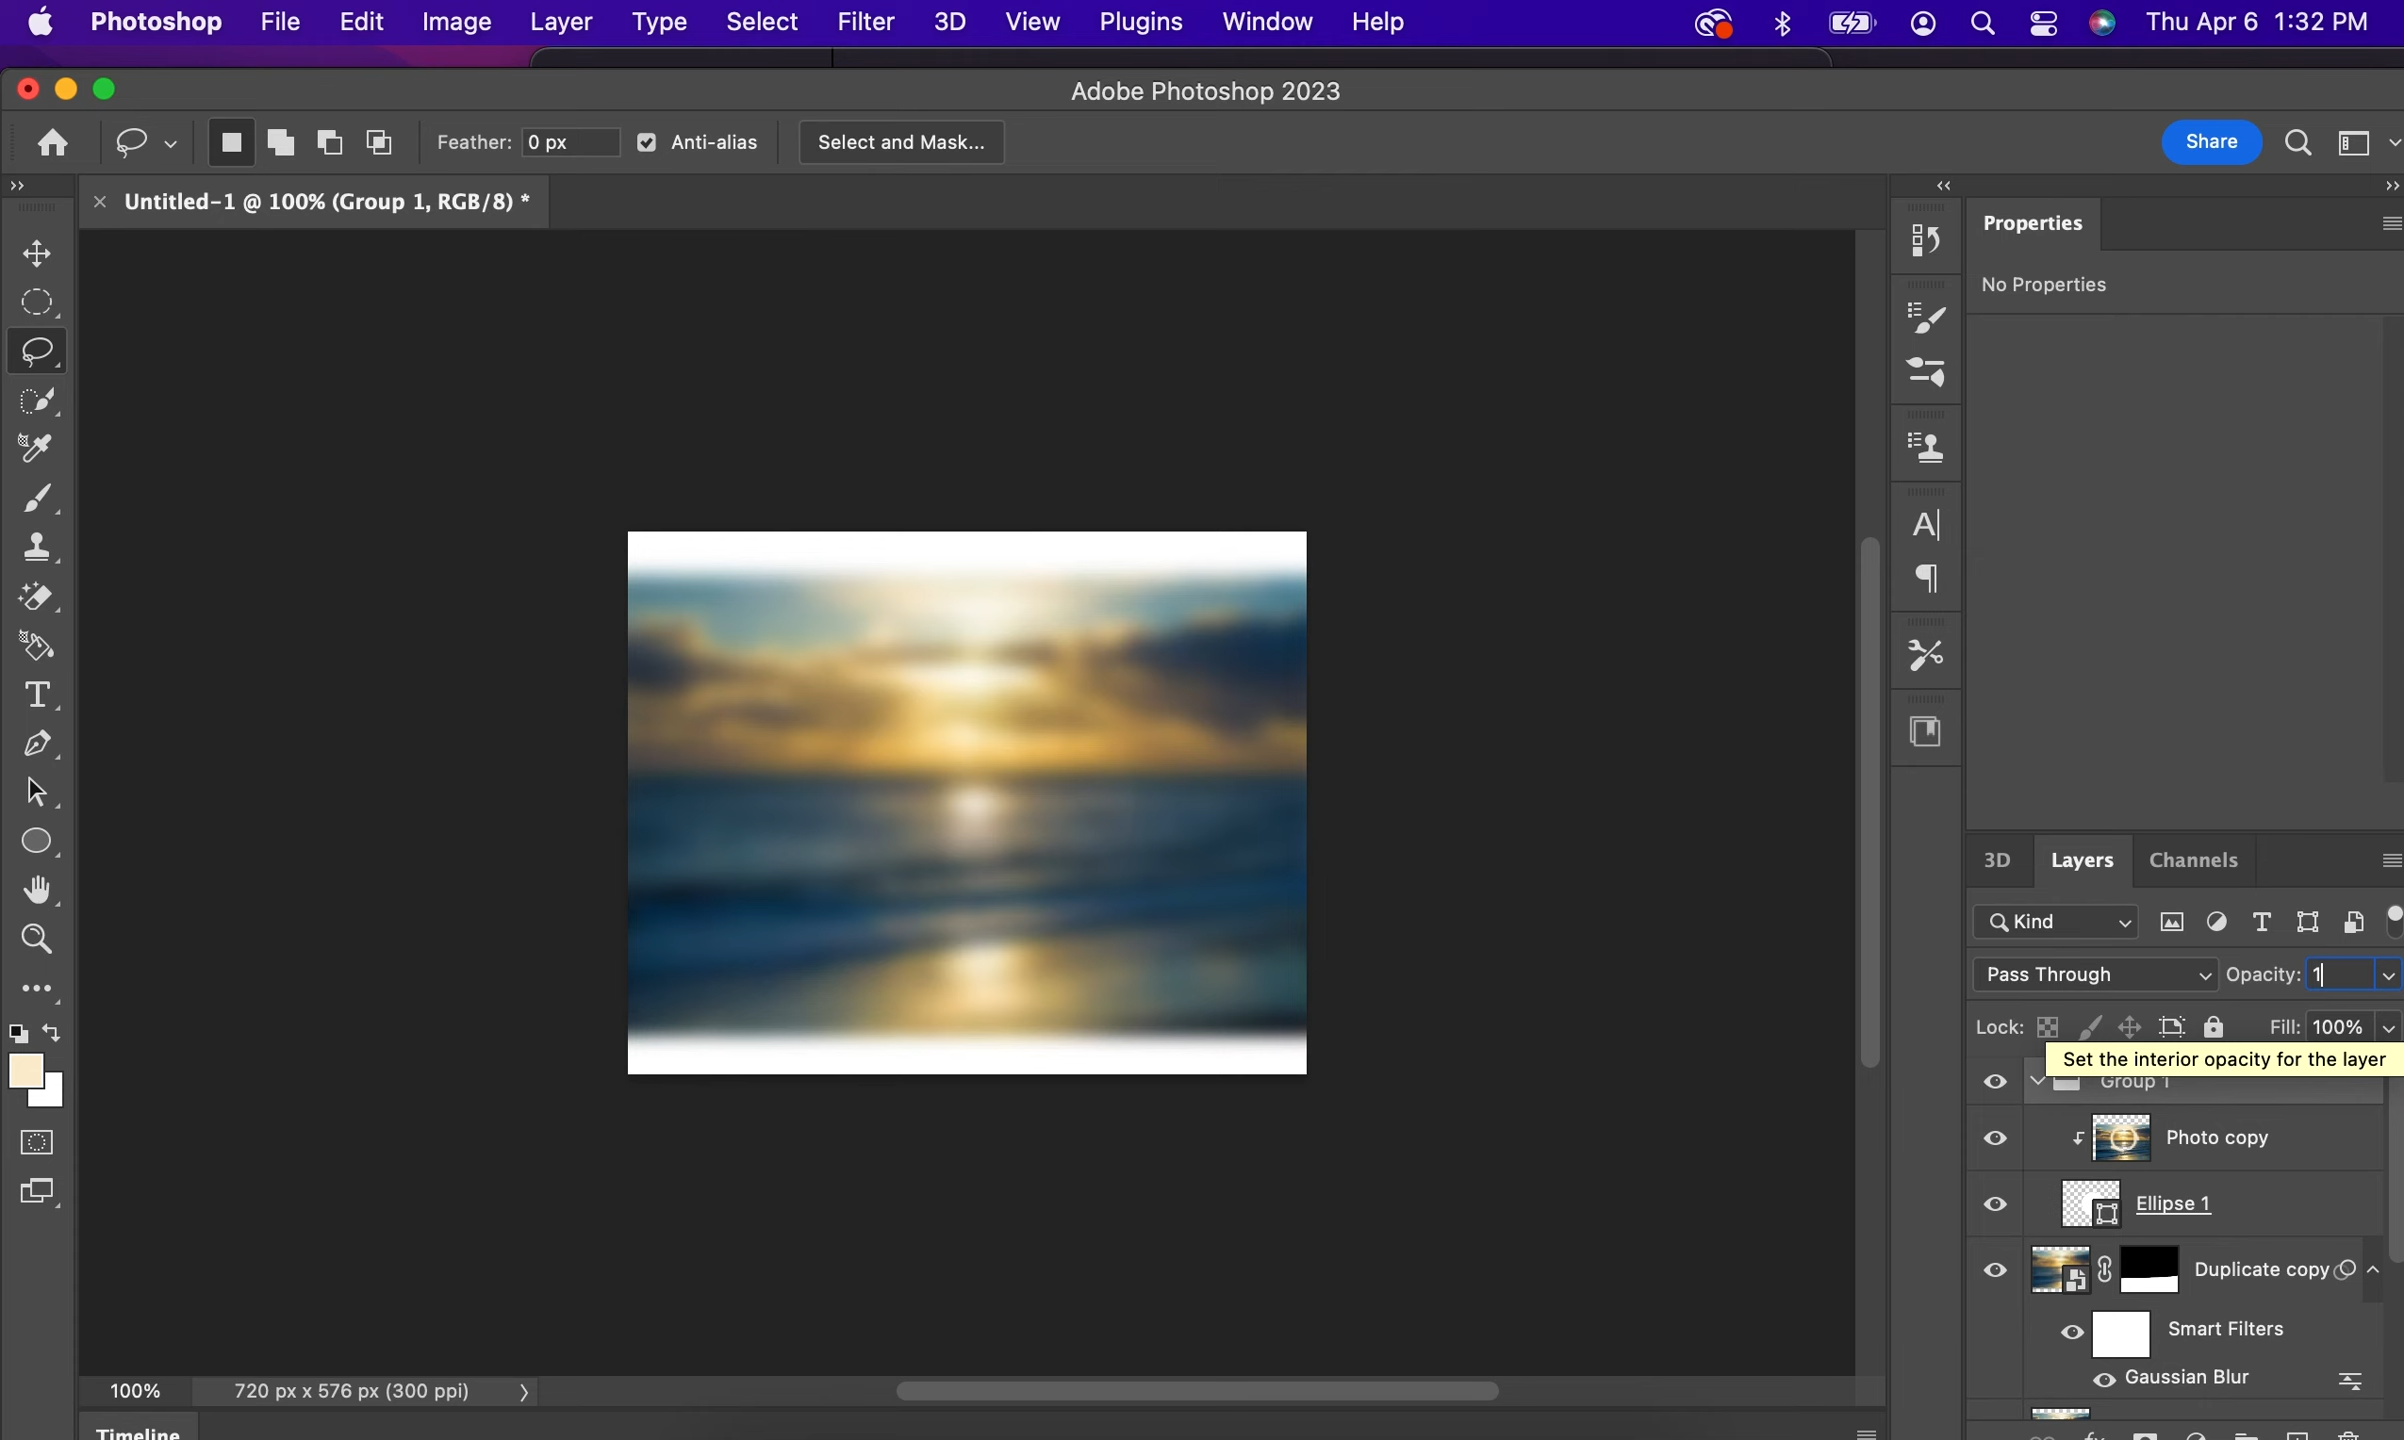 Photoshop File Edit Image Layer Type Select Filter 3D View Plugins Window Help Thu Apr 6 1:32 PM
Adobe Photoshop 2023
Feather: 0 px Anti-alias Select and Mask... Share
Untitled-1 @ 100% (Group 1, RGB/8) *
Properties
No Properties
3D Layers Channels
Kind
Pass Through Opacity: 1
Lock: Fill: 100%
Set the interior opacity for the layer
Group 1
Photo copy
Ellipse 1
Duplicate copy
Smart Filters
Gaussian Blur
100% 720 px x 576 px (300 ppi)
Timeline